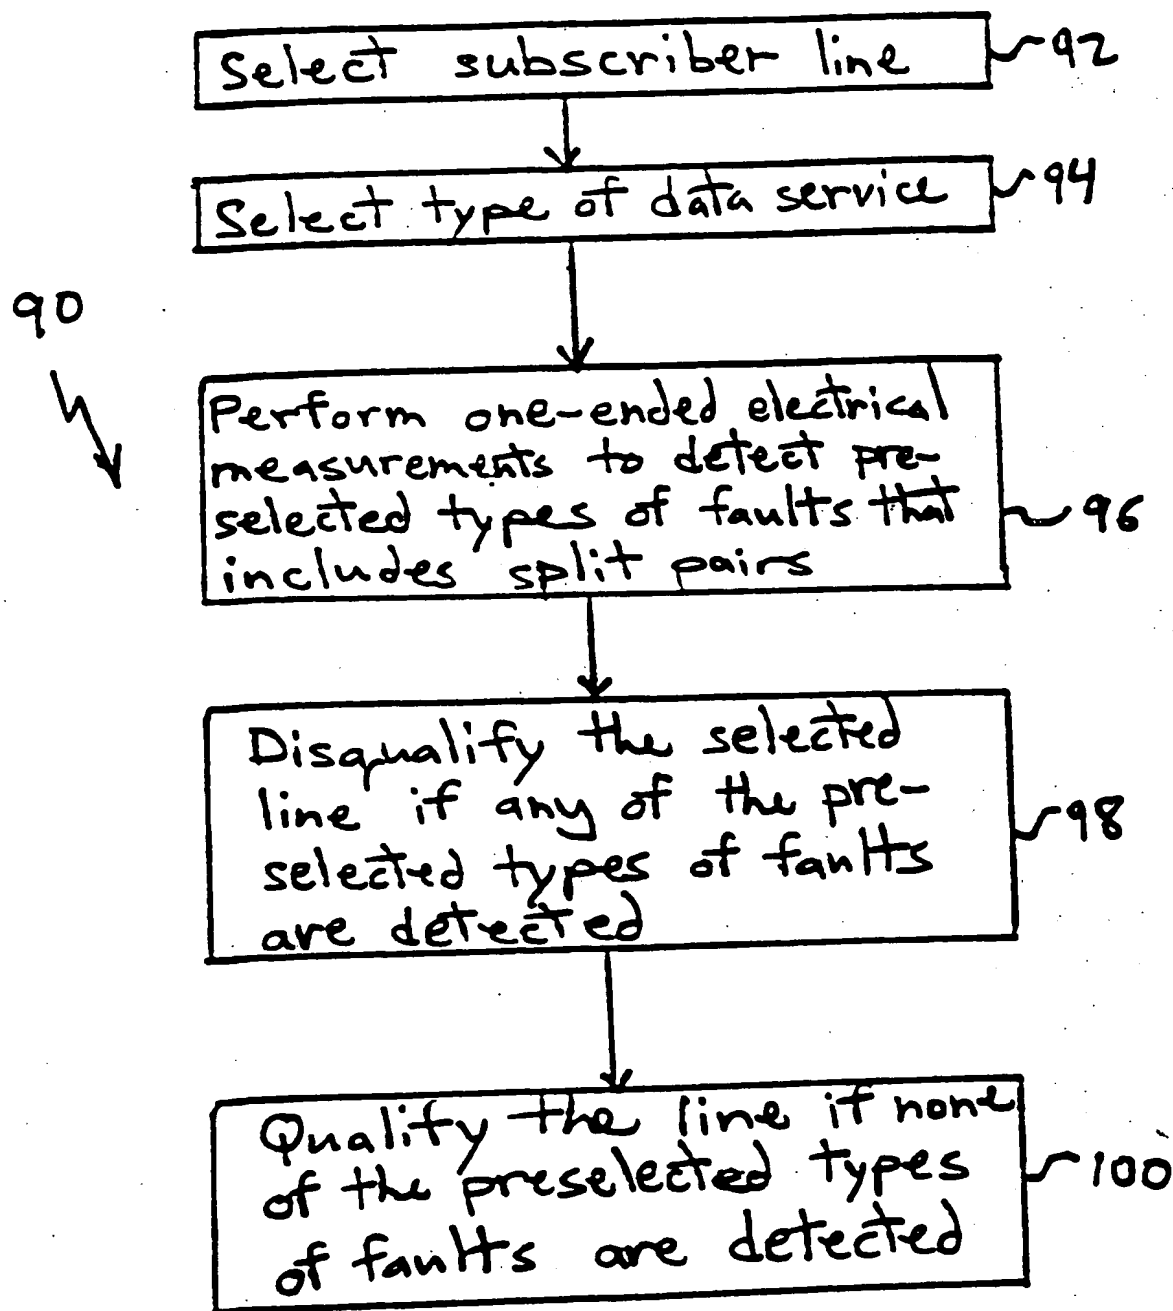 Select subscriber line
92
Select type of data service
94
90
Perform one-ended electrical
measurements to detect pre-
selected types of faults that
includes split pairs
96
Disqualify the selected
line if any of the pre-
selected types of faults
are detected
98
Qualify the line if none
of the preselected types
of faults are detected
100